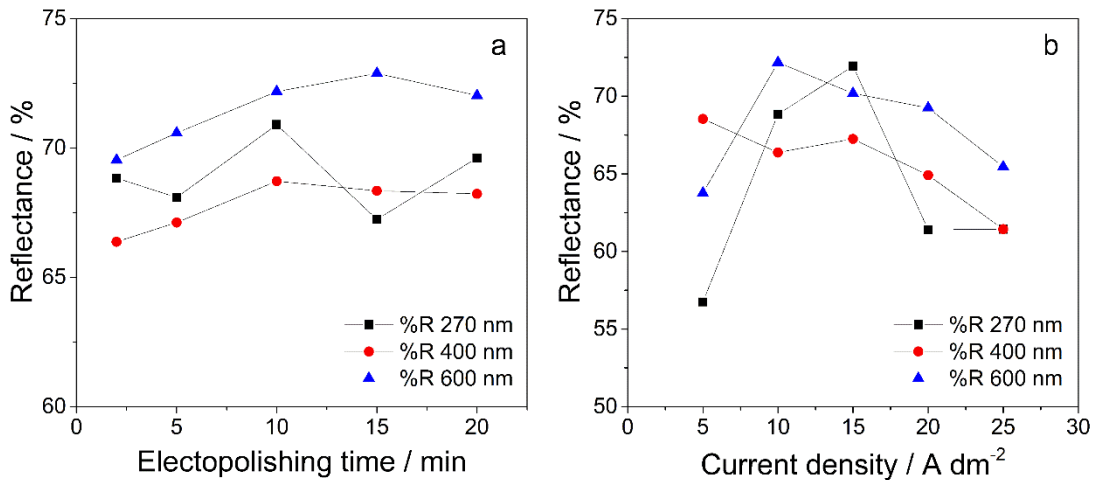 75
70
65
60
Reflectance / %
a
%R 270 nm
%R 400 nm
%R 600 nm
0
5
10
15
20
Electopolishing time / min
75
70
65
60
55
50
Reflectance / %
b
%R 270 nm
%R 400 nm
%R 600 nm
0
5
10
15
20
25
30
Current density / A dm⁻²